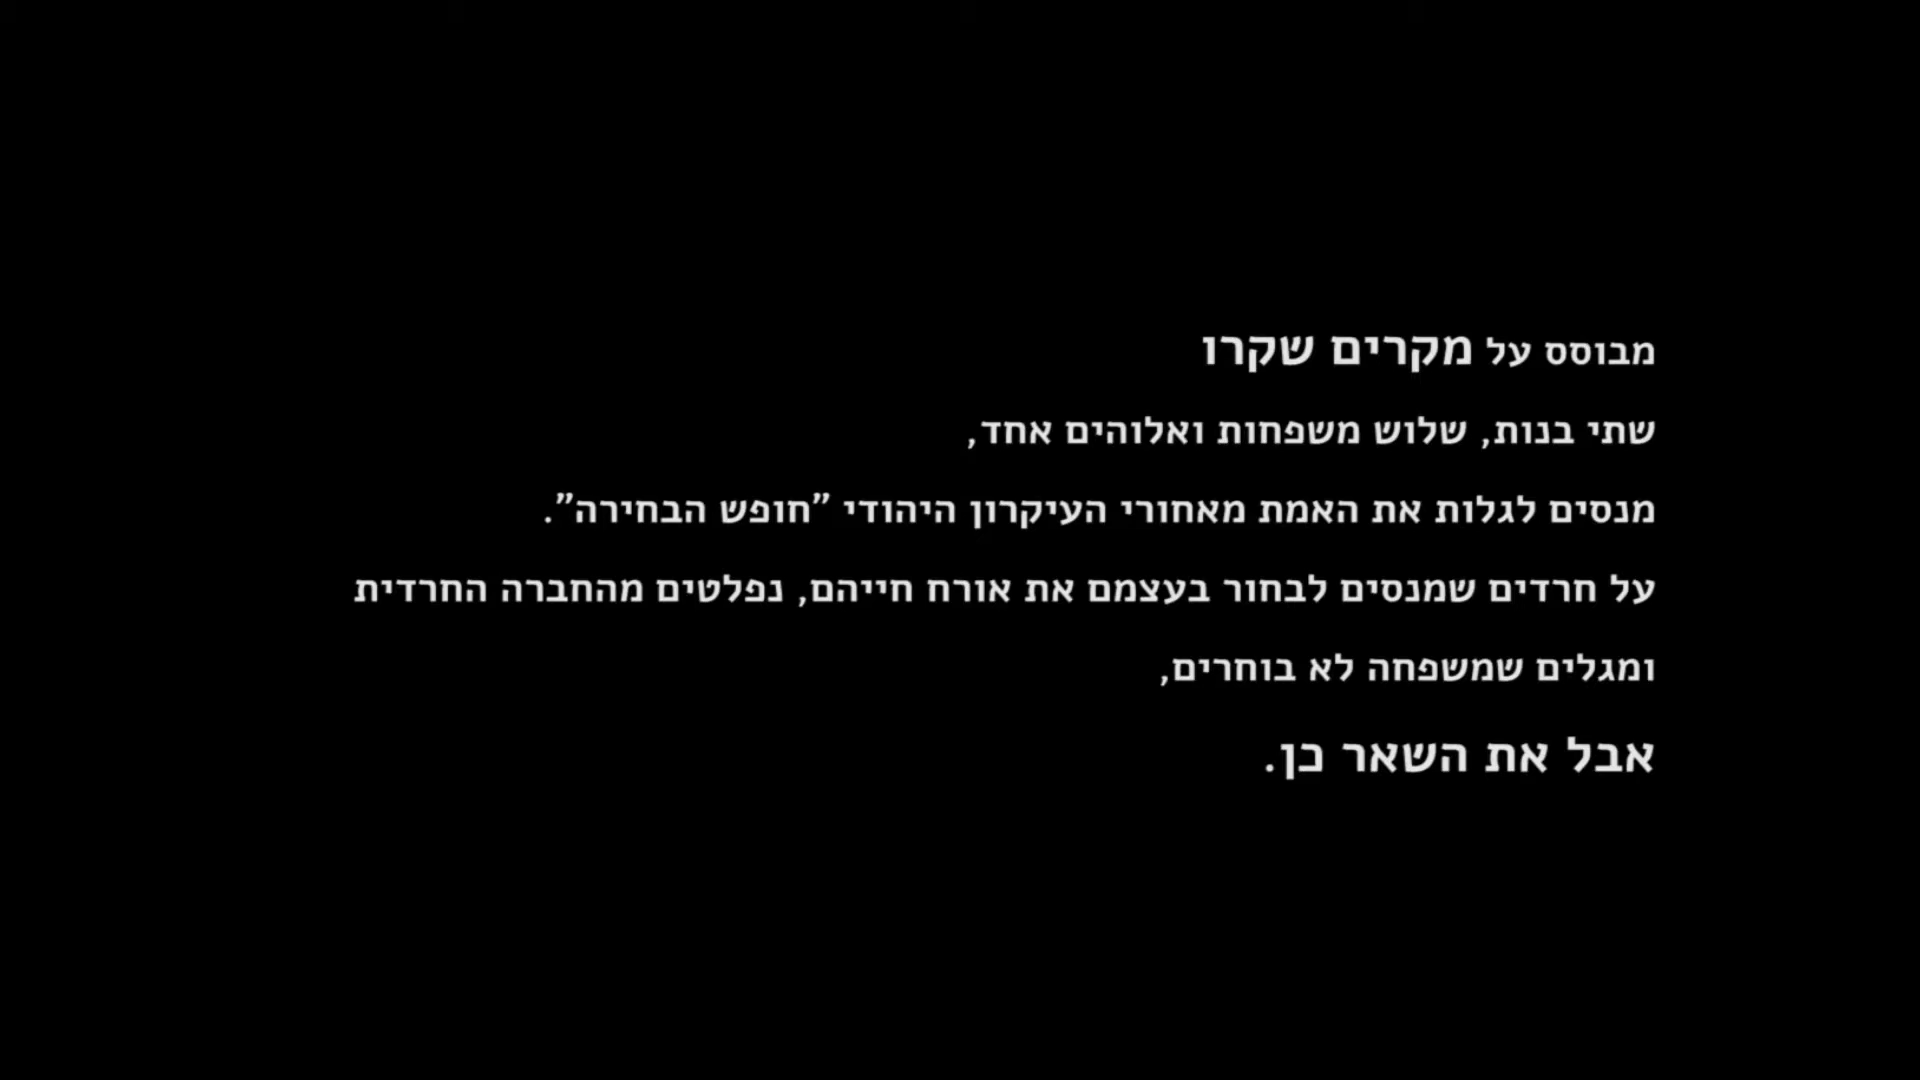 מבוסס על מקרים שקרו
שתי בנות, שלוש משפחות ואלוהים אחד,
מנסים לגלות את האמת מאחורי העיקרון היהודי ”חופש הבחירה”.
על חרדים שמנסים לבחור בעצמם את אורח חייהם, נפלטים מהחברה החרדית
ומגלים שמשפחה לא בוחרים,
אבל את השאר כן.